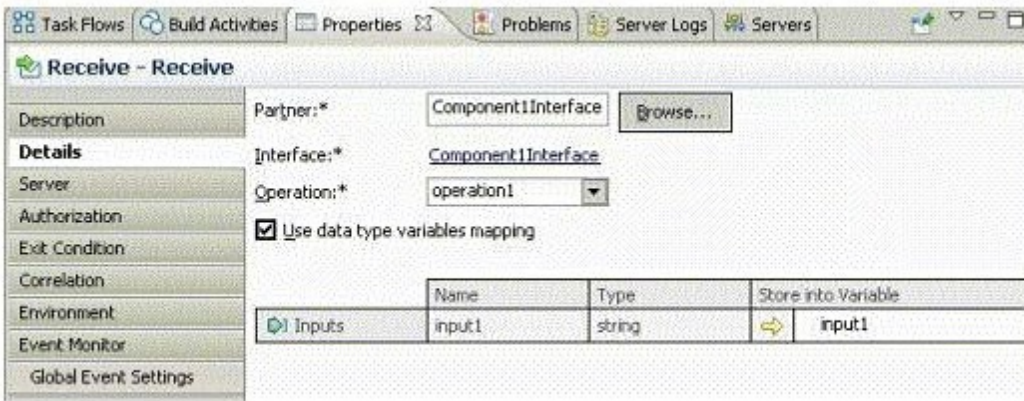 Task Flows Build Activities Properties Problems Server Logs Servers
Receive - Receive
Description
Details
Server
Authorization
Exit Condition
Correlation
Environment
Event Monitor
Global Event Settings
Partner:* Component1Interface Browse...
Interface:* Component1Interface
Operation:* operation1
Use data type variables mapping
Name Type Store into Variable
Inputs input1 string input1